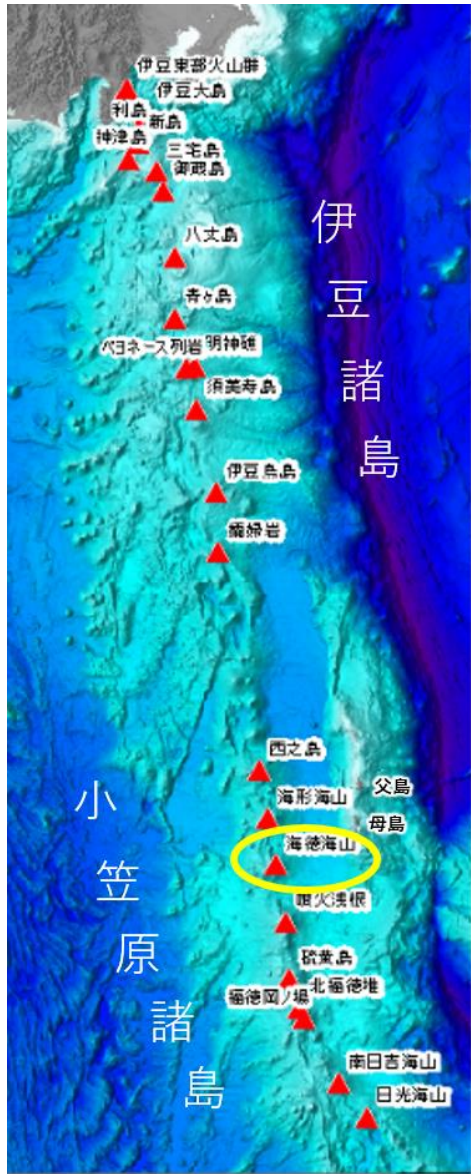 伊豆東部火山群
伊豆大島
利島
新島
神津島
三宅島
御蔵島
八丈島
青ヶ島
ベヨネース列岩
明神礁
須美寿島
伊豆鳥島
孀婦岩
伊豆諸島
西之島
父島
海形海山
母島
海徳海山
噴火浅根
硫黄島
北福徳堆
福徳岡ノ場
南日吉海山
日光海山
小笠原諸島